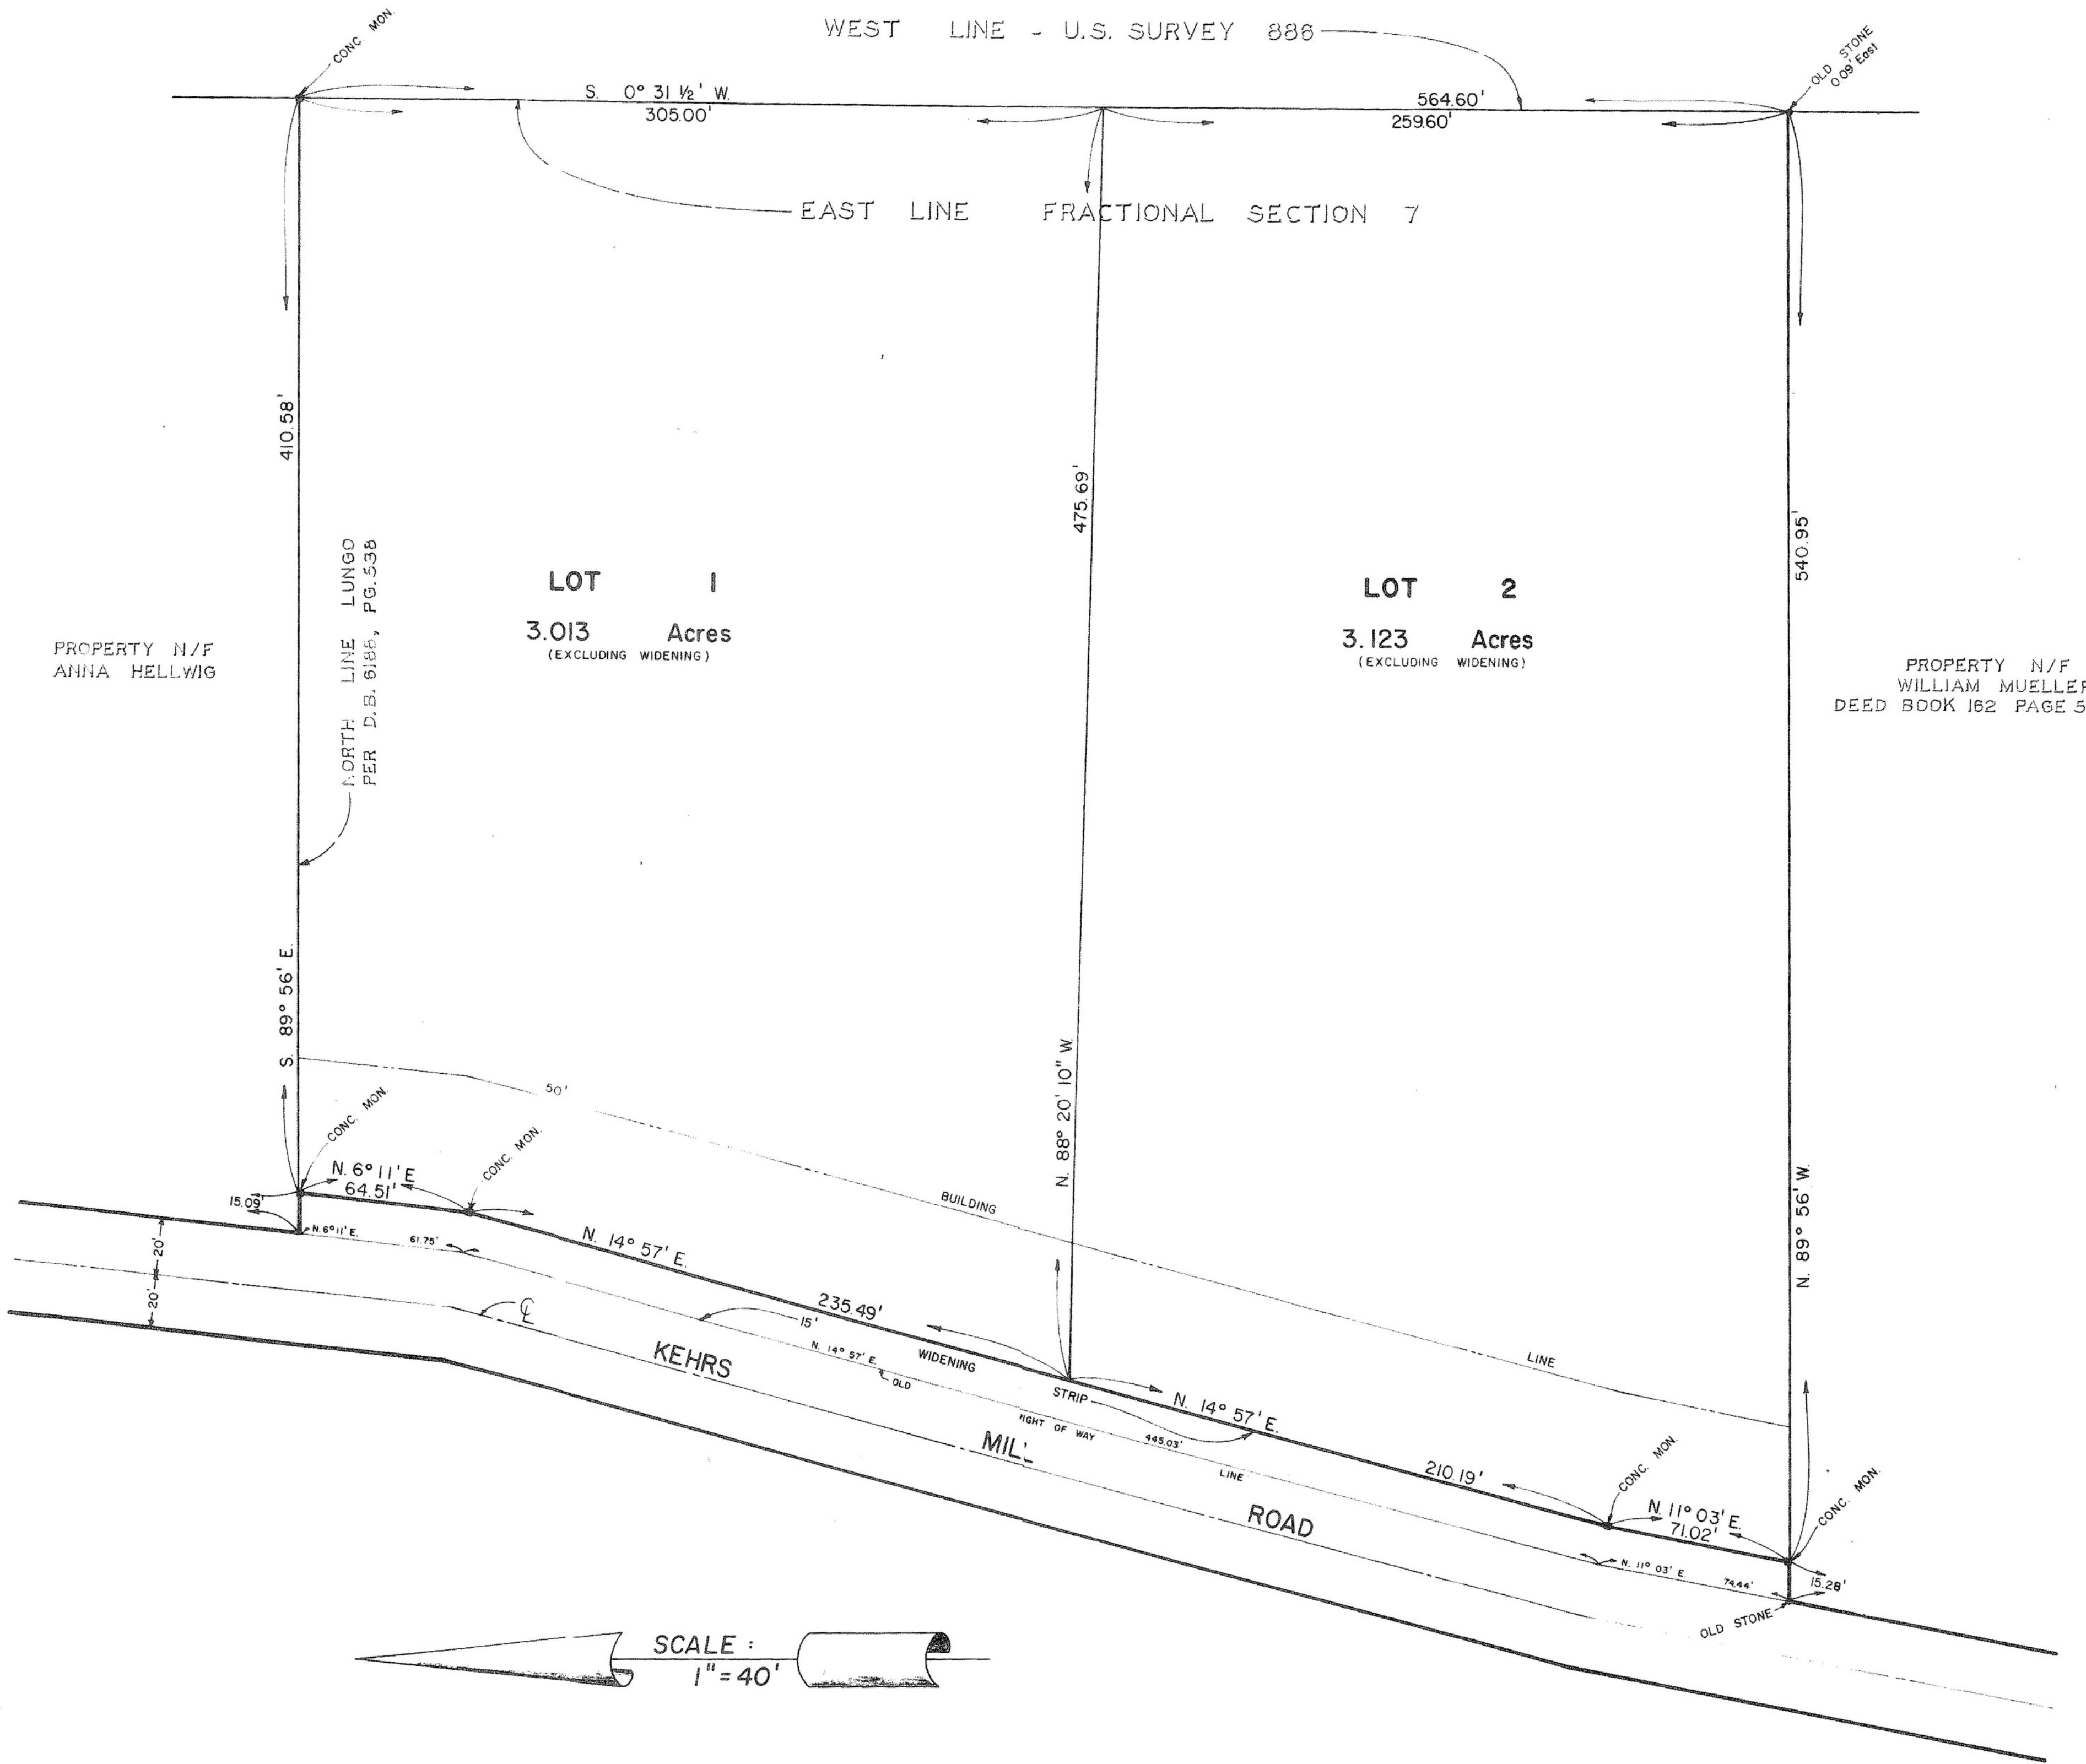 WEST LINE - U.S. SURVEY 886
CONC. MON.
OLD STONE
0.09' East
S. 0° 31 ½' W.
564.60'
305.00'
259.60'
EAST LINE FRACTIONAL SECTION 7
410.58'
475.69'
540.95'
NORTH LINE LUNGO
PER D.B. 6188, PG. 538
LOT 1
3.013 Acres
(EXCLUDING WIDENING)
LOT 2
3.123 Acres
(EXCLUDING WIDENING)
PROPERTY N/F
ANNA HELLWIG
PROPERTY N/F
WILLIAM
DEED BOOK 162 PAGE
S. 89° 56' E.
N. 88° 20' 10" W.
N. 89° 56' W.
50'
BUILDING
LINE
CONC. MON.
CONC. MON.
N. 6° 11' E
64.51'
15.09'
N. 6° 11' E.
61.75'
20'
20'
N. 14° 57' E.
235.49'
15'
N. 14° 57' E.
OLD
WIDENING
STRIP
N. 14° 57' E.
210.19'
RIGHT OF WAY
445.03'
LINE
CONC. MON.
CONC. MON.
N. 11° 03' E.
71.02'
N. 11° 03' E.
74.44'
15.28'
OLD STONE
℄
KEHRS
MILL
ROAD
SCALE :
1" = 40'